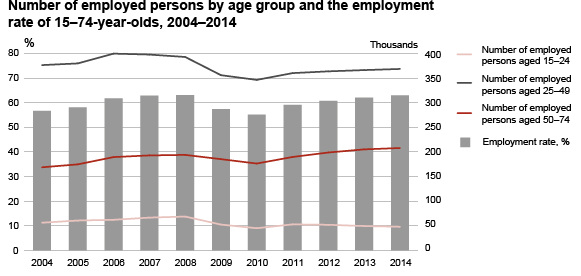 Number of employed persons by age group and the employment
rate of 15–74-year-olds, 2004–2014
%
Thousands
80
70
60
50
40
30
20
10
0
400
350
300
250
200
150
100
50
0
2004 2005 2006 2007 2008 2009 2010 2011 2012 2013 2014
Number of employed
persons aged 15–24
Number of employed
persons aged 25–49
Number of employed
persons aged 50–74
Employment rate, %